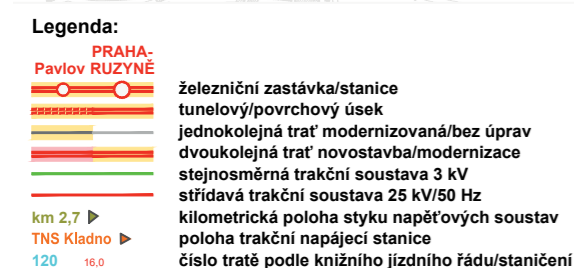 Legenda:
PRAHA-
Pavlov RUZYNĚ
železniční zastávka/stanice
tunelový/povrchový úsek
jednokolejná trať modernizovaná/bez úprav
dvoukolejná trať novostavba/modernizace
stejnosměrná trakční soustava 3 kV
střídavá trakční soustava 25 kV/50 Hz
km 2,7 kilometrická poloha styku napěťových soustav
TNS Kladno poloha trakční napájecí stanice
120 16,0 číslo tratě podle knižního jízdního řádu/staničení